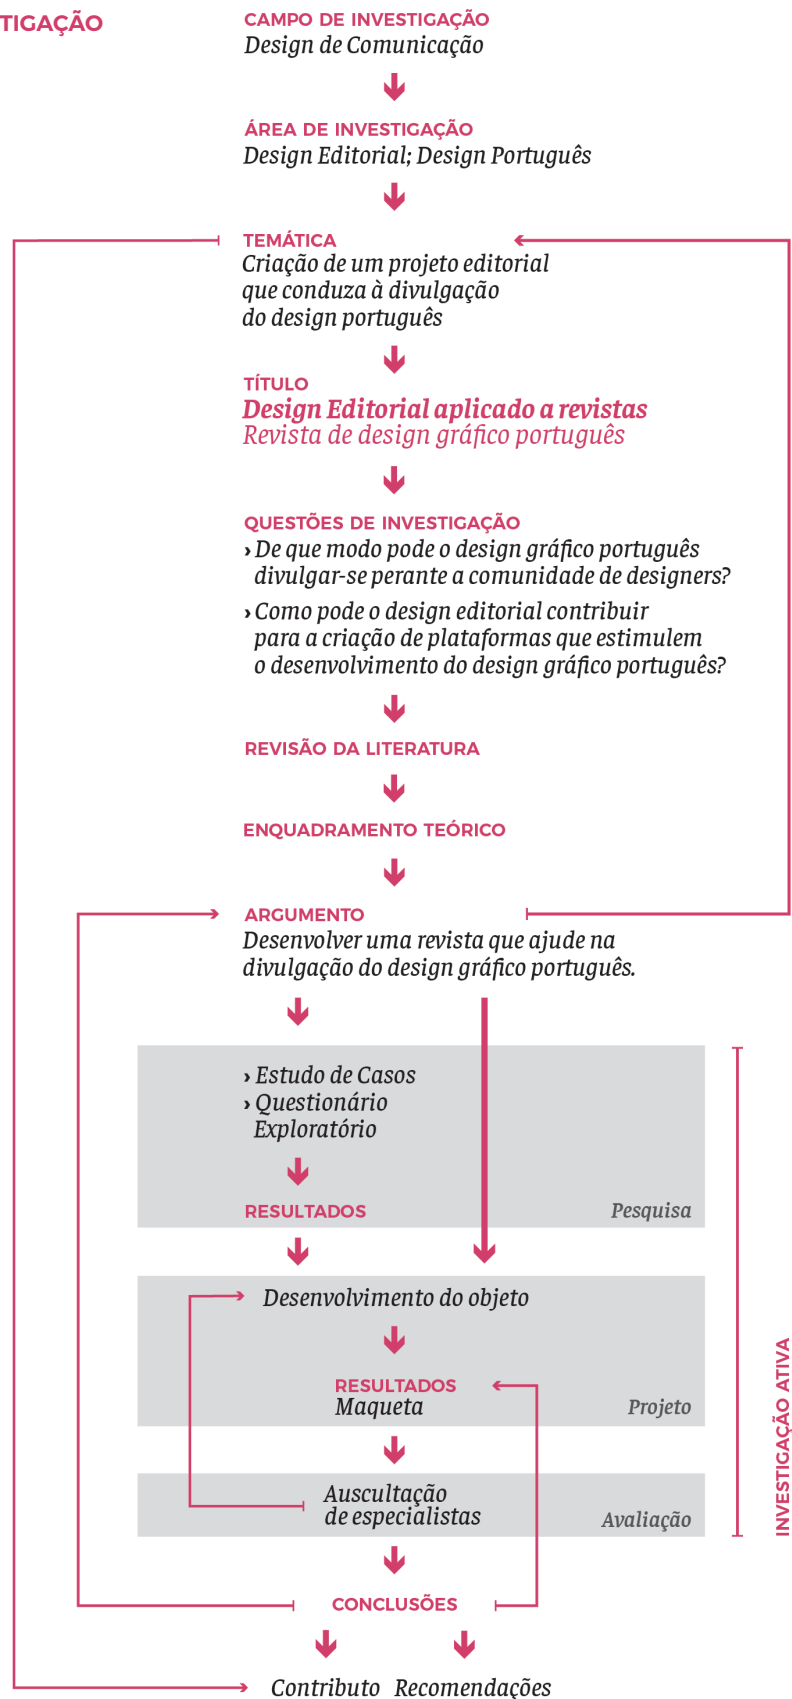 TIGAÇÃO
CAMPO DE INVESTIGAÇÃO
Design de Comunicação
ÁREA DE INVESTIGAÇÃO
Design Editorial; Design Português
TEMÁTICA
Criação de um projeto editorial
que conduza à divulgação
do design português
TÍTULO
Design Editorial aplicado a revistas
Revista de design gráfico português
QUESTÕES DE INVESTIGAÇÃO
› De que modo pode o design gráfico português
divulgar-se perante a comunidade de designers?
› Como pode o design editorial contribuir
para a criação de plataformas que estimulem
o desenvolvimento do design gráfico português?
REVISÃO DA LITERATURA
ENQUADRAMENTO TEÓRICO
ARGUMENTO
Desenvolver uma revista que ajude na
divulgação do design gráfico português.
› Estudo de Casos
› Questionário
Exploratório
RESULTADOS
Pesquisa
Desenvolvimento do objeto
RESULTADOS
Maqueta
Projeto
Auscultação
de especialistas
Avaliação
INVESTIGAÇÃO ATIVA
CONCLUSÕES
Contributo Recomendações